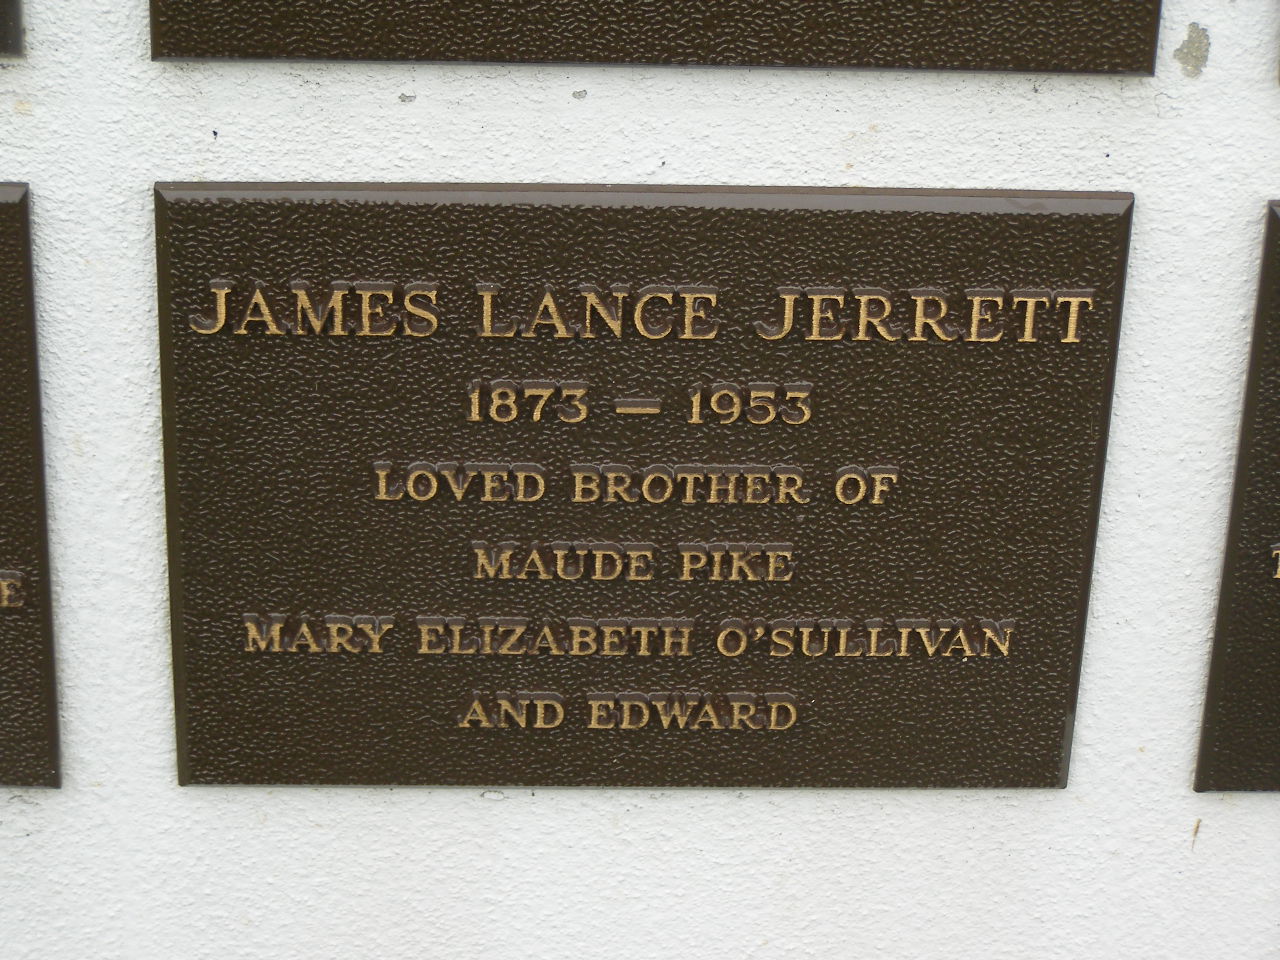 JAMES LANCE JERRETT
1873 — 1953
LOVED BROTHER OF
MAUDE PIKE
MARY ELIZABETH O'SULLIVAN
AND EDWARD